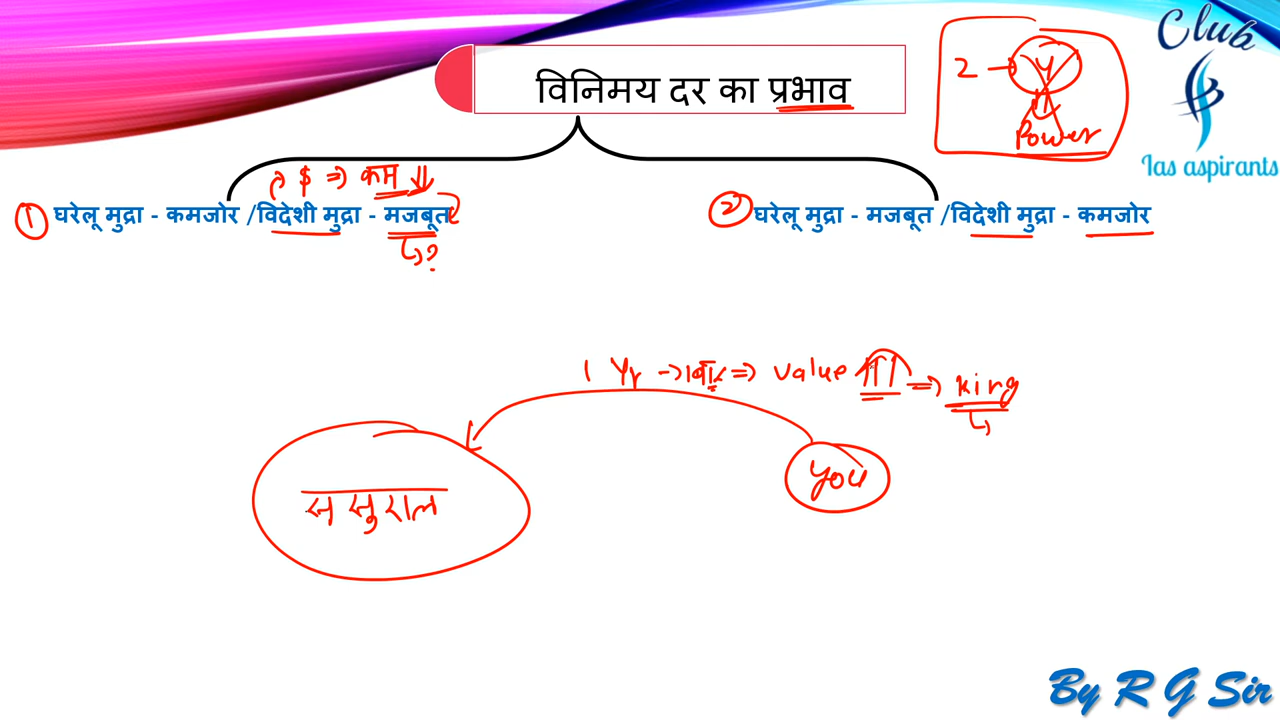 Club
Ias aspirants
विनिमय दर का प्रभाव
2 → Y
Power
$ ⇒ कम ↓↓
① घरेलू मुद्रा - कमजोर /विदेशी मुद्रा - मजबूत
?
② घरेलू मुद्रा - मजबूत /विदेशी मुद्रा - कमजोर
1 Yr → 1बार ⇒ value ↑↑↑ ⇒ king
ससुराल
you
By R G Sir